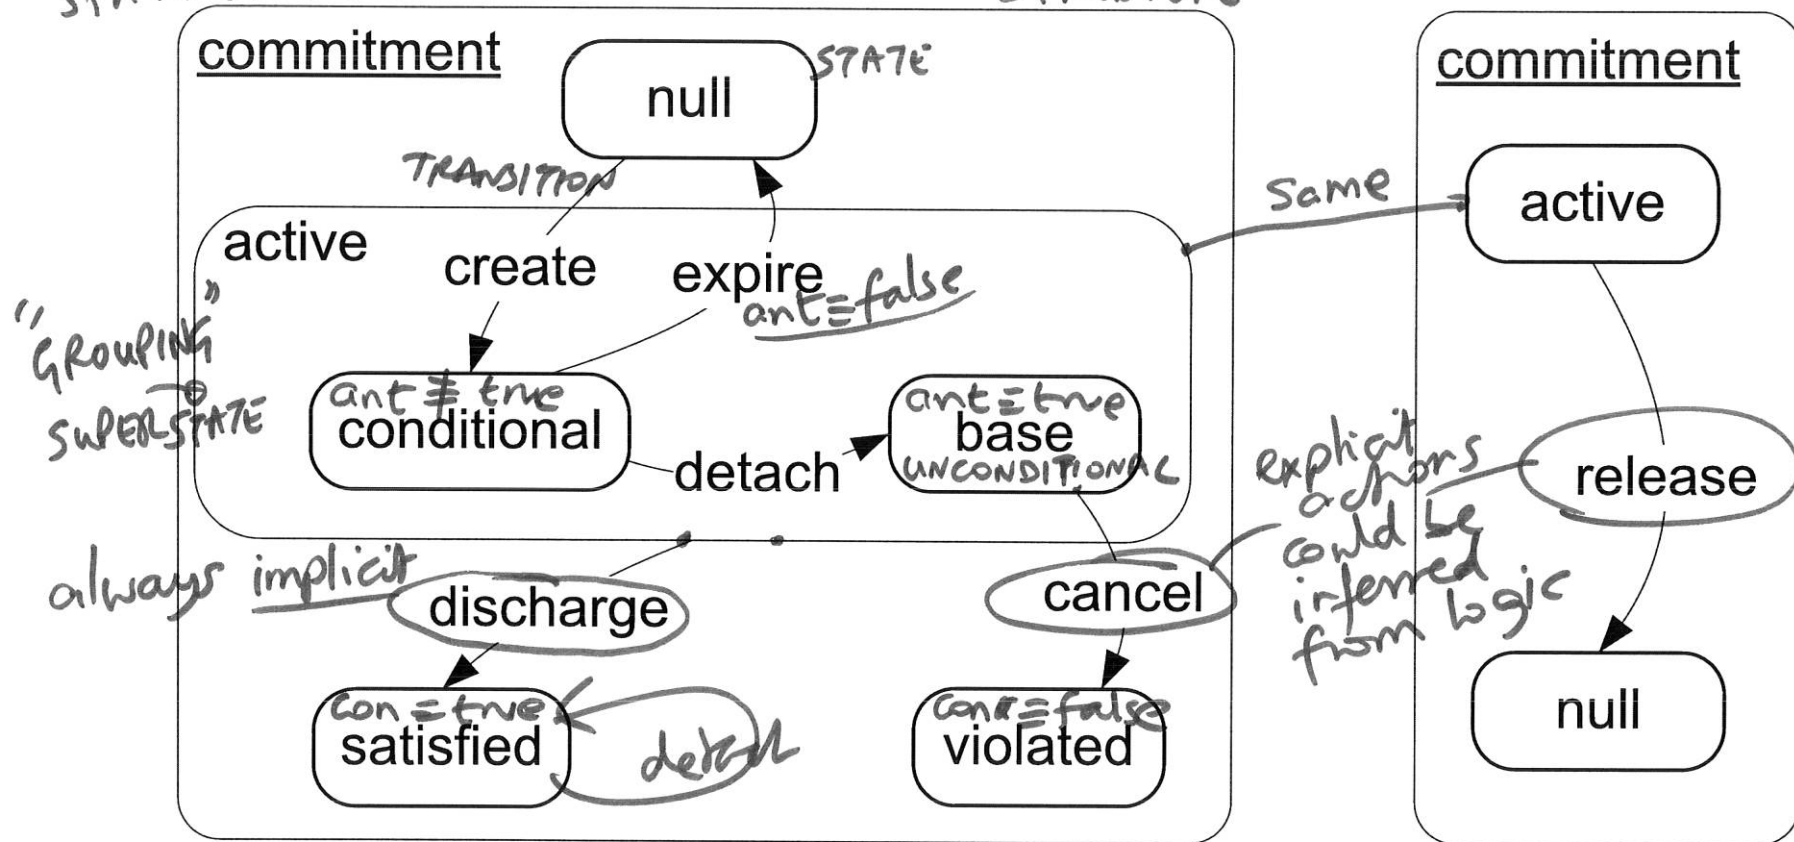 commitment
null
STATE
TRANSITION
active
create
expire
ant≡false
"GROUPING"
SUPERSTATE
ant ≢ true
conditional
detach
ant≡true
base
UNCONDITIONAL
always implicit
discharge
cancel
con≡true
satisfied
detach
violated
same
explicit
actions
could be
inferred
from logic
commitment
active
release
null